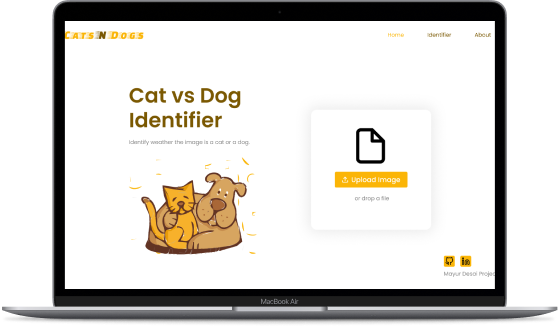 Cats N Dogs
Home
Identifier
About
Cat vs Dog
Identifier
Identify weather the image is a cat or a dog.
Upload Image
or drop a file
Mayur Desai Projec
MacBook Air